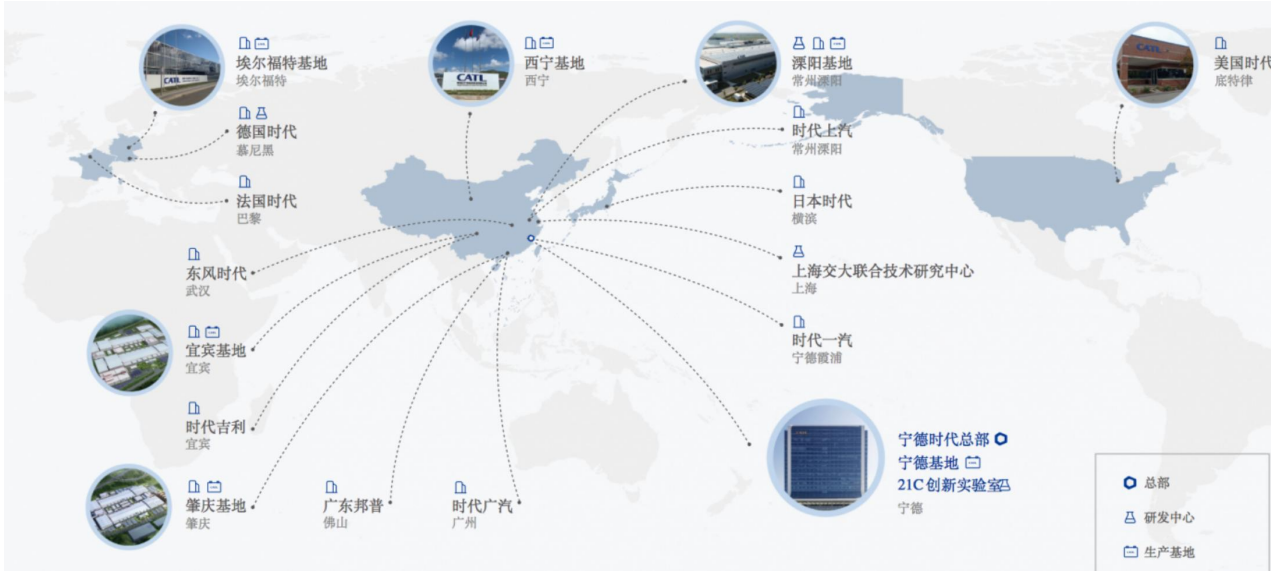 埃尔福特基地
埃尔福特
德国时代
慕尼黑
法国时代
巴黎
西宁基地
西宁
CATL
溧阳基地
常州溧阳
时代上汽
常州溧阳
日本时代
横滨
上海交大联合技术研究中心
上海
时代一汽
宁德霞浦
美国时代
底特律
CATL
CATL
东风时代
武汉
宜宾基地
宜宾
时代吉利
宜宾
肇庆基地
肇庆
广东邦普
佛山
时代广汽
广州
宁德时代总部
宁德基地
21C创新实验室
宁德
总部
研发中心
生产基地